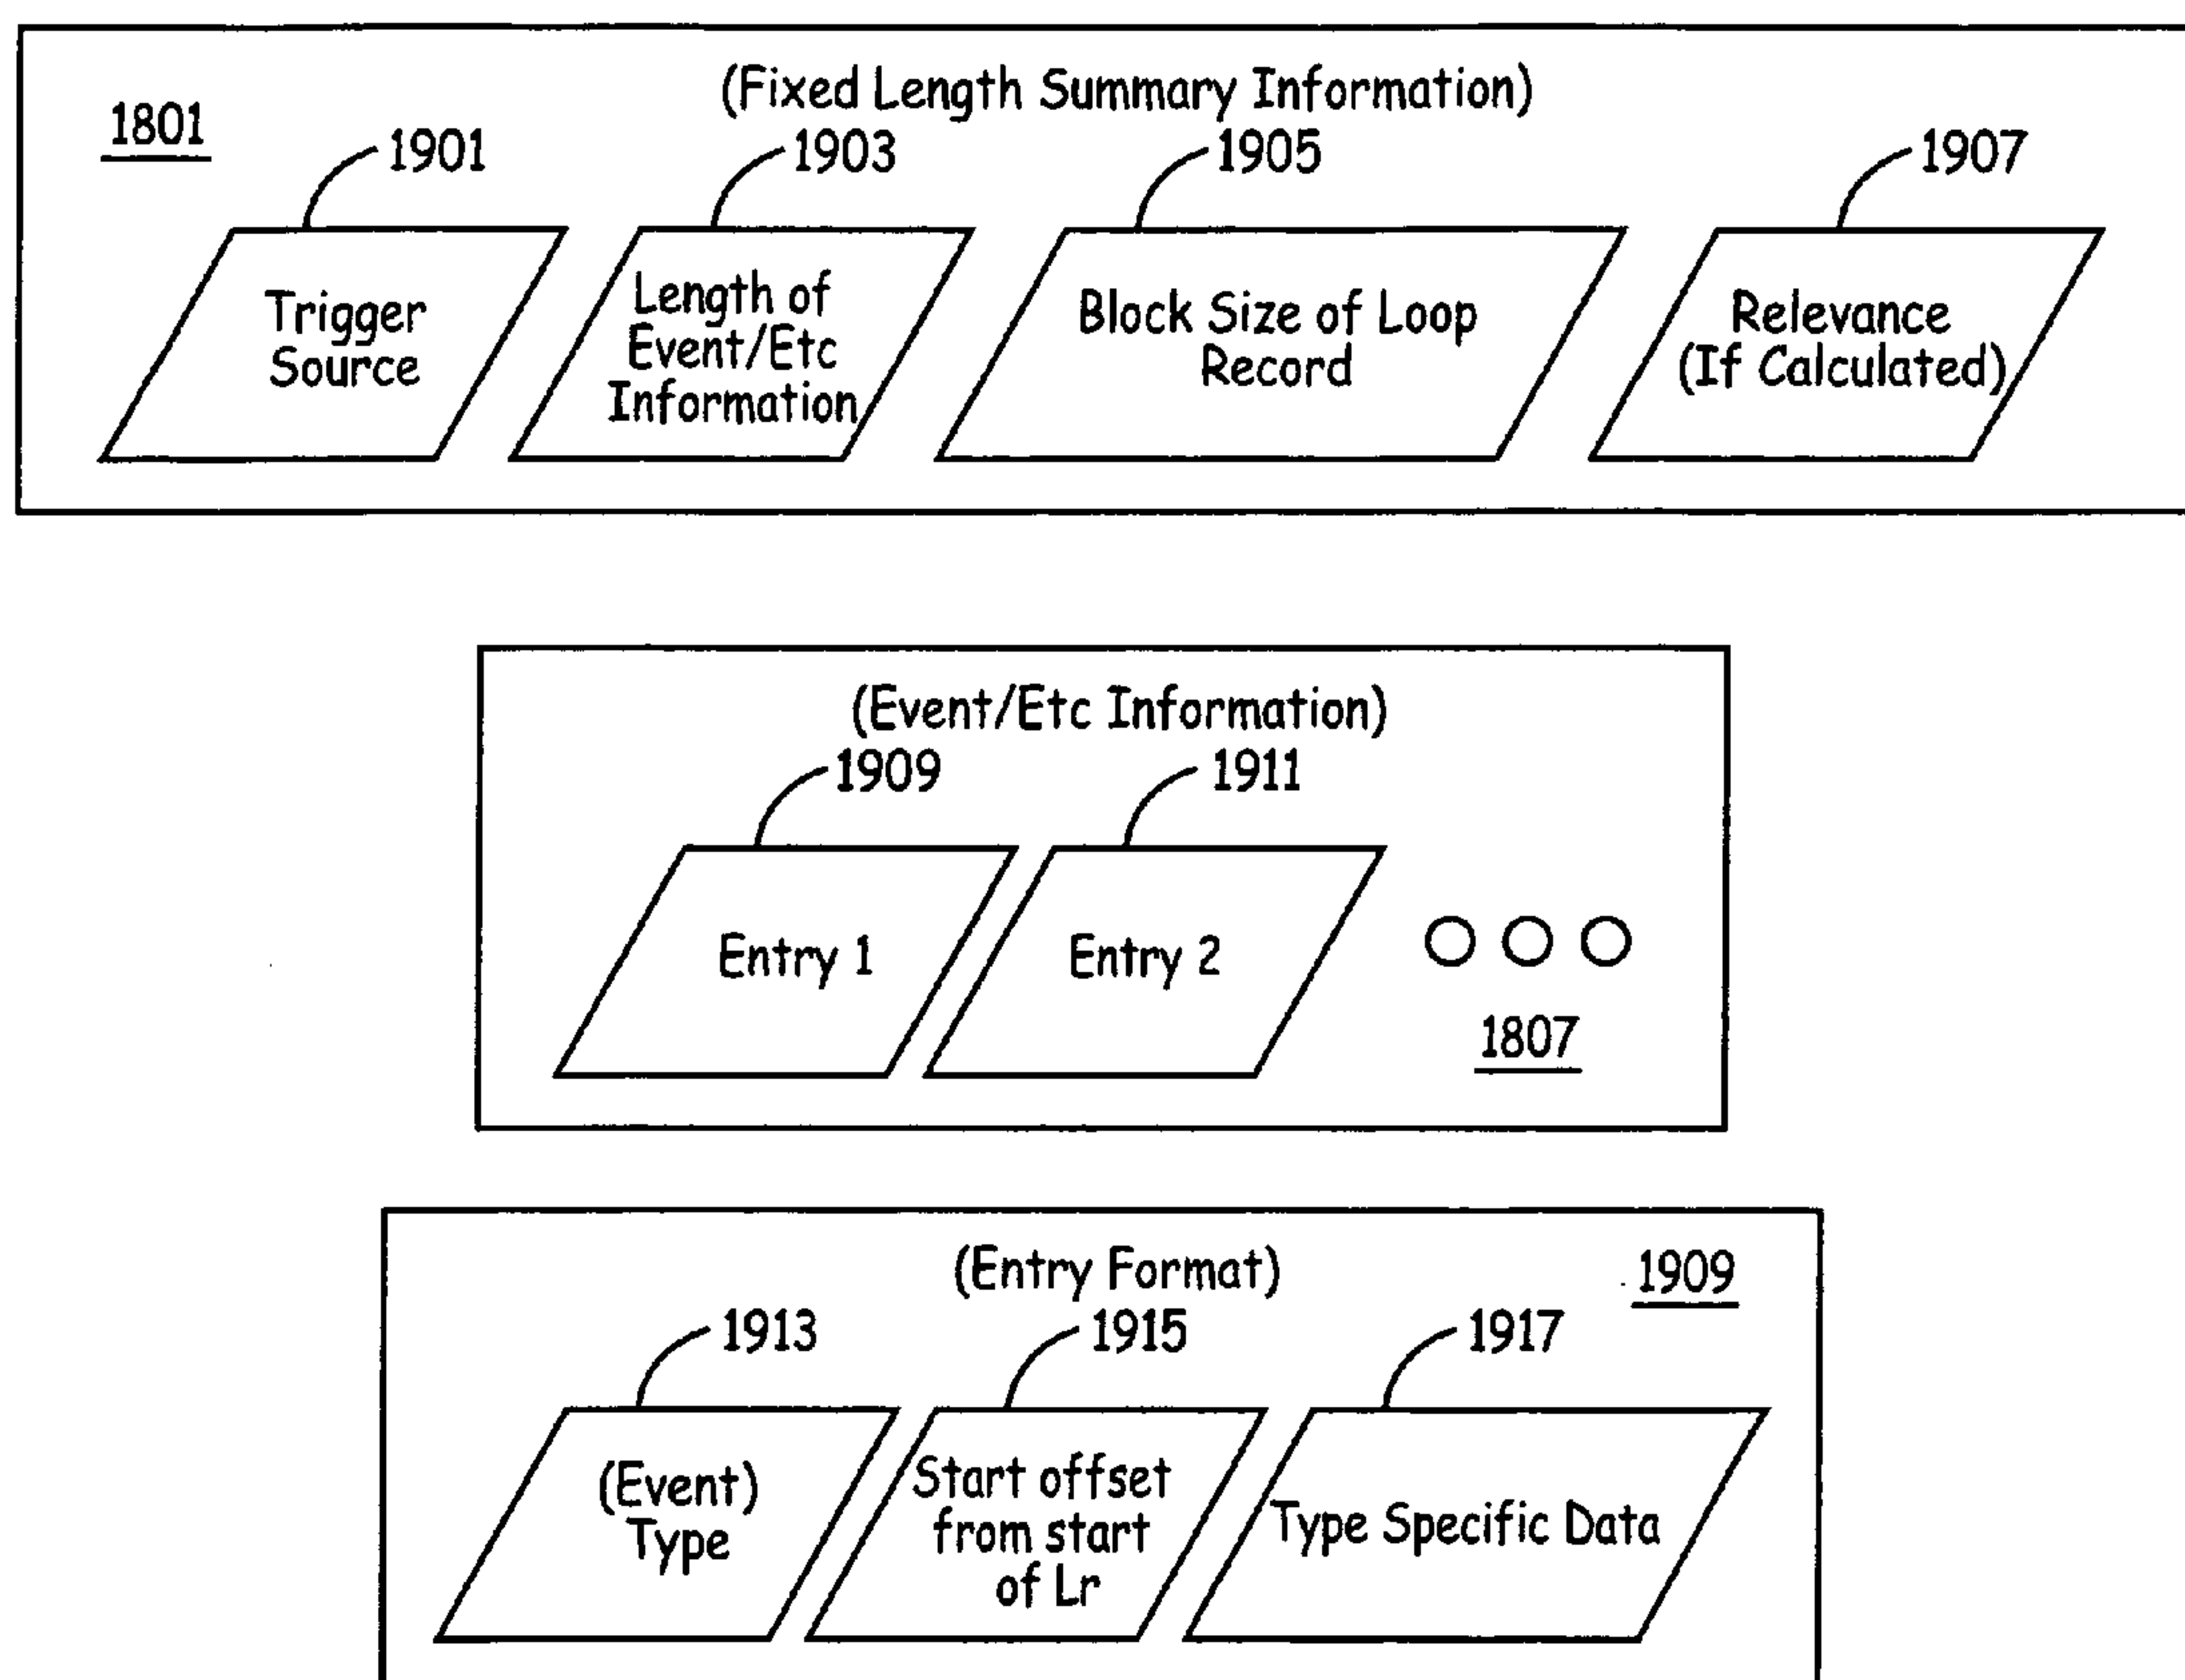 (Fixed Length Summary Information)
1801
1901
1903
1905
1907
Trigger
Source
Length of
Event/Etc
Information
Block Size of Loop
Record
Relevance
(If Calculated)
(Event/Etc Information)
1909
1911
Entry 1
Entry 2
1807
(Entry Format)
1909
1913
1915
1917
(Event)
Type
Start offset
from start
of Lr
Type Specific Data